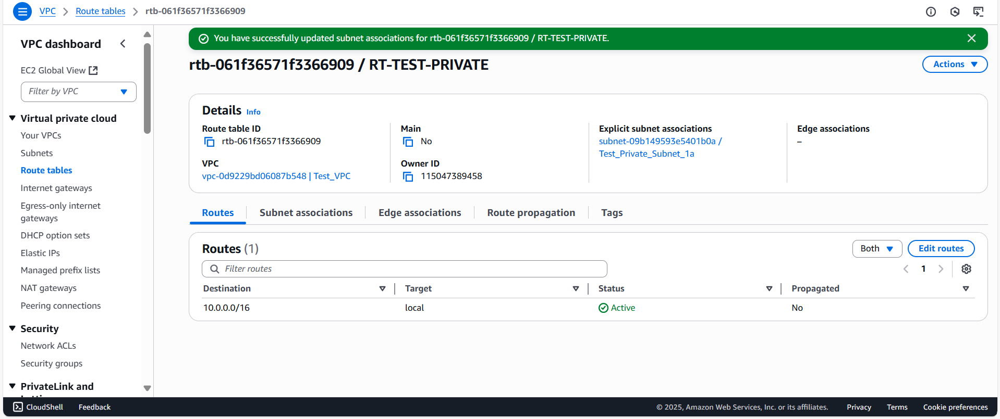 VPC > Route tables > rtb-061f36571f3366909
VPC dashboard
EC2 Global View
Filter by VPC
Virtual private cloud
Your VPCs
Subnets
Route tables
Internet gateways
Egress-only internet
gateways
DHCP option sets
Elastic IPs
Managed prefix lists
NAT gateways
Peering connections
Security
Network ACLs
Security groups
PrivateLink and
You have successfully updated subnet associations for rtb-061f36571f3366909 / RT-TEST-PRIVATE.
rtb-061f36571f3366909 / RT-TEST-PRIVATE
Actions
Details Info
Route table ID
rtb-061f36571f3366909
Main
No
Explicit subnet associations
subnet-09b149593e5401b0a /
Test_Private_Subnet_1a
Edge associations
–
VPC
vpc-0d9229bd06087b548 | Test_VPC
Owner ID
115047389458
Routes Subnet associations Edge associations Route propagation Tags
Routes (1)
Both
Edit routes
Filter routes
1
Destination Target Status Propagated
10.0.0.0/16 local Active No
CloudShell Feedback © 2025, Amazon Web Services, Inc. or its affiliates. Privacy Terms Cookie preferences